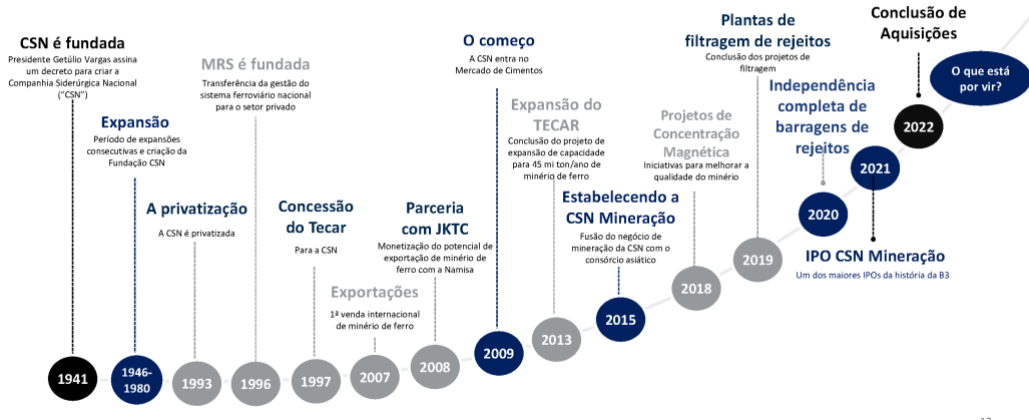 CSN é fundada
Presidente Getúlio Vargas assina
um decreto para criar a
Companhia Siderúrgica Nacional
("CSN")
1941
Expansão
Período de expansões
consecutivas e criação da
Fundação CSN
1946-
1980
A privatização
A CSN é privatizada
1993
MRS é fundada
Transferência da gestão do
sistema ferroviário nacional
para o setor privado
1996
Concessão
do Tecar
Para a CSN
1997
Exportações
1ª venda internacional
de minério de ferro
2007
Parceria
com JKTC
Monetização do potencial de
exportação de minério de
ferro com a Namisa
2008
O começo
A CSN entra no
Mercado de Cimentos
2009
Expansão do
TECAR
Conclusão do projeto de
expansão de capacidade
para 45 mi ton/ano de
minério de ferro
2013
Estabelecendo a
CSN Mineração
Fusão do negócio de
mineração da CSN com o
consórcio asiático
2015
Projetos de
Concentração
Magnética
Iniciativas para melhorar a
qualidade do minério
2018
Plantas de
filtragem de rejeitos
Conclusão dos projetos de
filtragem
2019
Independência
completa de
barragens de
rejeitos
2020
2021
IPO CSN Mineração
Um dos maiores IPOs da história da B3
Conclusão de
Aquisições
2022
O que está
por vir?